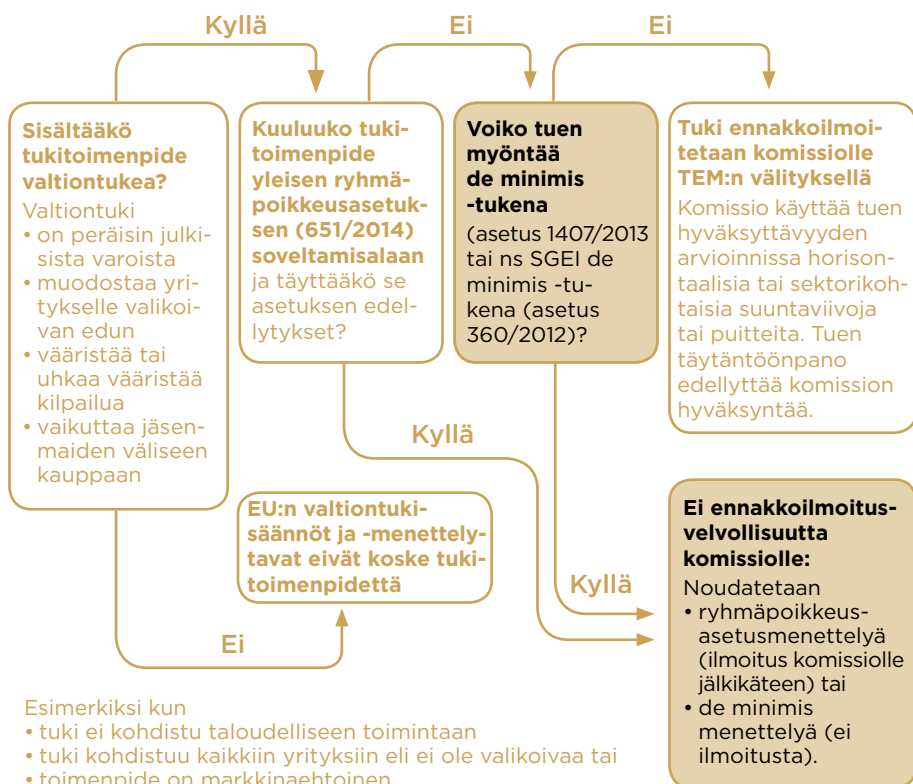 Kyllä
Ei
Ei
Sisältääkö
tukitoimenpide
valtiontukea?
Valtiontuki
• on peräisin julki-
sista varoista
• muodostaa yri-
tykselle valikoi-
van edun
• vääristää tai
uhkaa vääristää
kilpailua
• vaikuttaa jäsen-
maiden väliseen
kauppaan
Kuuluuko tuki-
toimenpide
yleisen ryhmä-
poikkeusasetuk-
sen (651/2014)
soveltamisalaan
ja täyttääkö se
asetuksen edel-
lytykset?
Voiko tuen
myöntää
de minimis
-tukena
(asetus 1407/2013
tai ns SGEI de
minimis -tu-
kena (asetus
360/2012)?
Tuki ennakkoilmoi-
tetaan komissiolle
TEM:n välityksellä
Komissio käyttää tuen
hyväksyttävyyden
arvioinnissa horison-
taalisia tai sektorikoh-
taisia suuntaviivoja
tai puitteita. Tuen
täytäntöönpano
edellyttää komission
hyväksyntää.
Kyllä
EU:n valtiontuki-
säännöt ja -menettely-
tavat eivät koske tuki-
toimenpidettä
Kyllä
Ei
Ei ennakkoilmoitus-
velvollisuutta
komissiolle:
Noudatetaan
• ryhmäpoikkeus-
asetusmenettelyä
(ilmoitus komissiolle
jälkikäteen) tai
• de minimis
menettelyä (ei
ilmoitusta).
Esimerkiksi kun
• tuki ei kohdistu taloudelliseen toimintaan
• tuki kohdistuu kaikkiin yrityksiin eli ei ole valikoivaa tai
• toimenpide on markkinaehtoinen